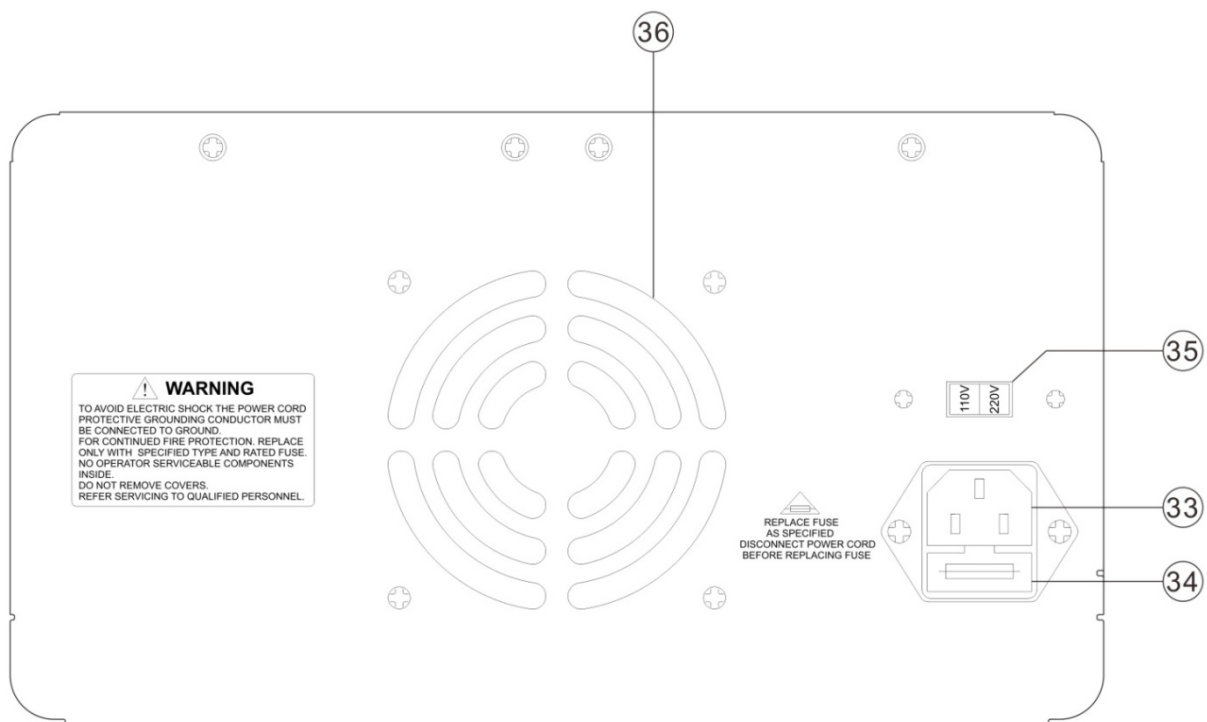 36
35
110V
220V
WARNING
TO AVOID ELECTRIC SHOCK THE POWER CORD
PROTECTIVE GROUNDING CONDUCTOR MUST
BE CONNECTED TO GROUND.
FOR CONTINUED FIRE PROTECTION. REPLACE
ONLY WITH SPECIFIED TYPE AND RATED FUSE.
NO OPERATOR SERVICEABLE COMPONENTS
INSIDE.
DO NOT REMOVE COVERS.
REFER SERVICING TO QUALIFIED PERSONNEL.
REPLACE FUSE
AS SPECIFIED
DISCONNECT POWER CORD
BEFORE REPLACING FUSE
33
34